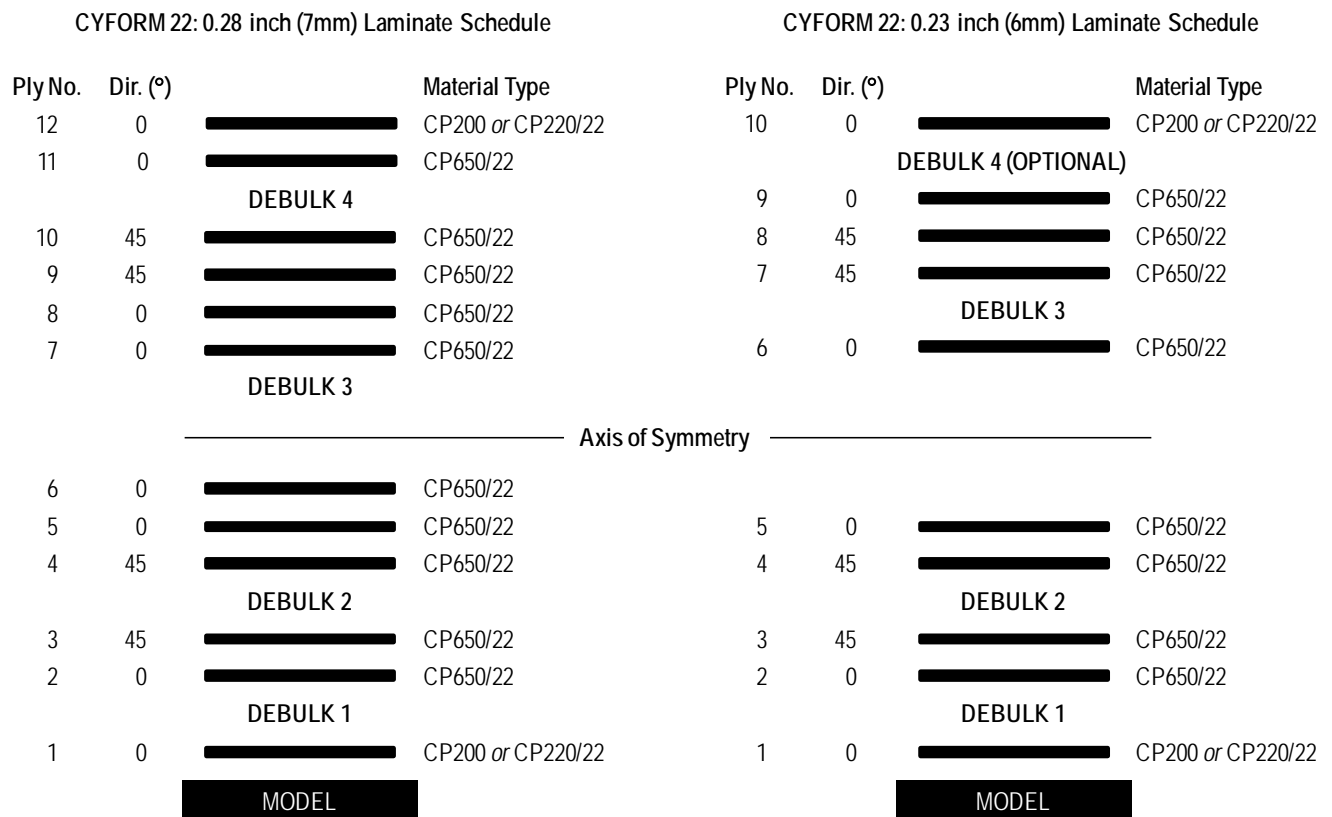 CYFORM 22: 0.28 inch (7mm) Laminate Schedule
Ply No. Dir. (°) Material Type
12 0 CP200 or CP220/22
11 0 CP650/22
DEBULK 4
10 45 CP650/22
9 45 CP650/22
8 0 CP650/22
7 0 CP650/22
DEBULK 3
Axis of Symmetry
6 0 CP650/22
5 0 CP650/22
4 45 CP650/22
DEBULK 2
3 45 CP650/22
2 0 CP650/22
DEBULK 1
1 0 CP200 or CP220/22
MODEL
CYFORM 22: 0.23 inch (6mm) Laminate Schedule
Ply No. Dir. (°) Material Type
10 0 CP200 or CP220/22
DEBULK 4 (OPTIONAL)
9 0 CP650/22
8 45 CP650/22
7 45 CP650/22
DEBULK 3
6 0 CP650/22
5 0 CP650/22
4 45 CP650/22
DEBULK 2
3 45 CP650/22
2 0 CP650/22
DEBULK 1
1 0 CP200 or CP220/22
MODEL